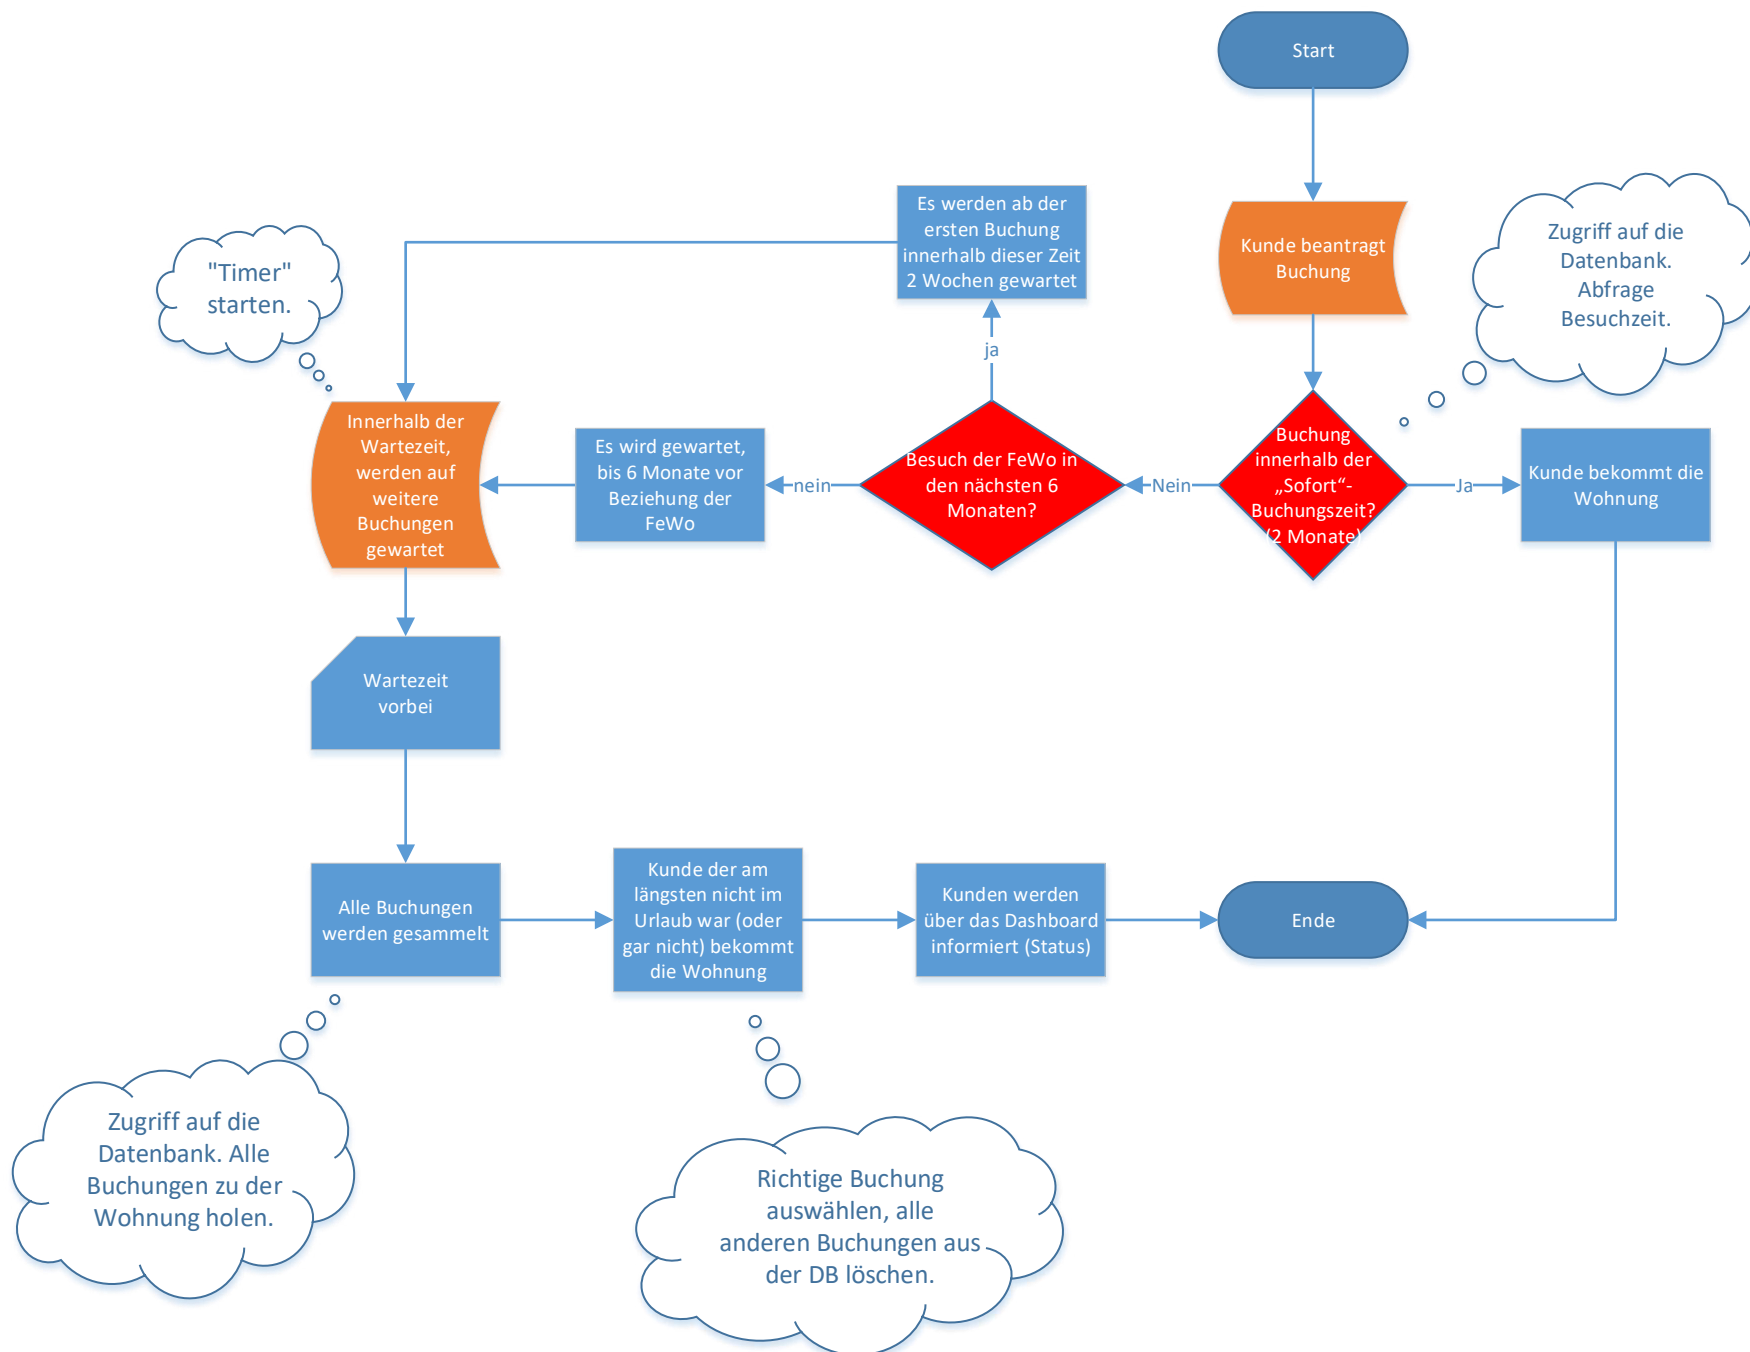 Start
Kunde beantragt
Buchung
Zugriff auf die
Datenbank.
Abfrage
Besuchzeit.
Buchung
innerhalb der
„Sofort“-
Buchungszeit?
(2 Monate)
Ja
Kunde bekommt die
Wohnung
Nein
Besuch der FeWo in
den nächsten 6
Monaten?
ja
Es werden ab der
ersten Buchung
innerhalb dieser Zeit
2 Wochen gewartet
nein
Es wird gewartet,
bis 6 Monate vor
Beziehung der
FeWo
"Timer"
starten.
Innerhalb der
Wartezeit,
werden auf
weitere
Buchungen
gewartet
Wartezeit
vorbei
Alle Buchungen
werden gesammelt
Zugriff auf die
Datenbank. Alle
Buchungen zu der
Wohnung holen.
Kunde der am
längsten nicht im
Urlaub war (oder
gar nicht) bekommt
die Wohnung
Richtige Buchung
auswählen, alle
anderen Buchungen aus
der DB löschen.
Kunden werden
über das Dashboard
informiert (Status)
Ende